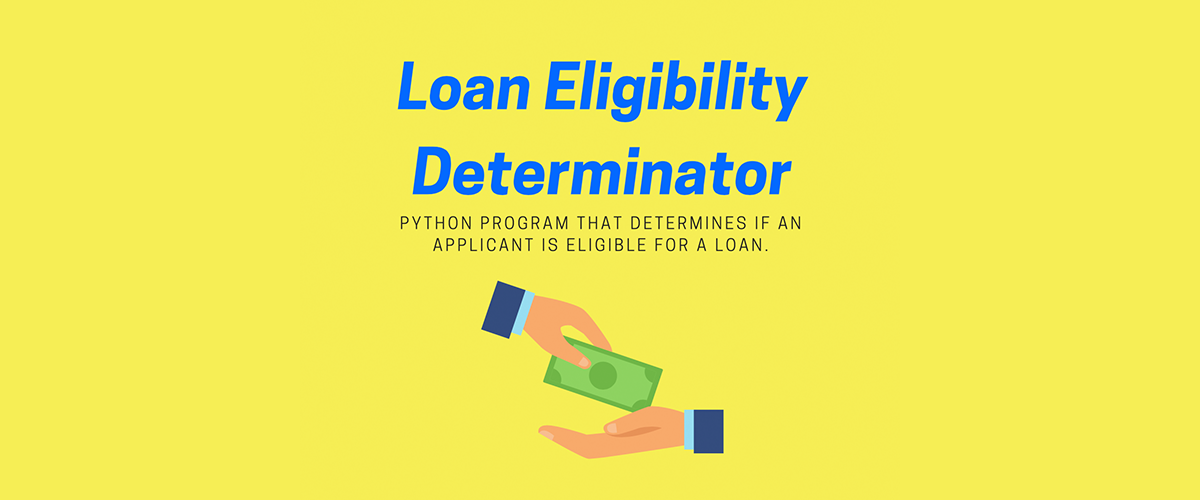 Loan Eligibility
Determinator
PYTHON PROGRAM THAT DETERMINES IF AN
APPLICANT IS ELIGIBLE FOR A LOAN.